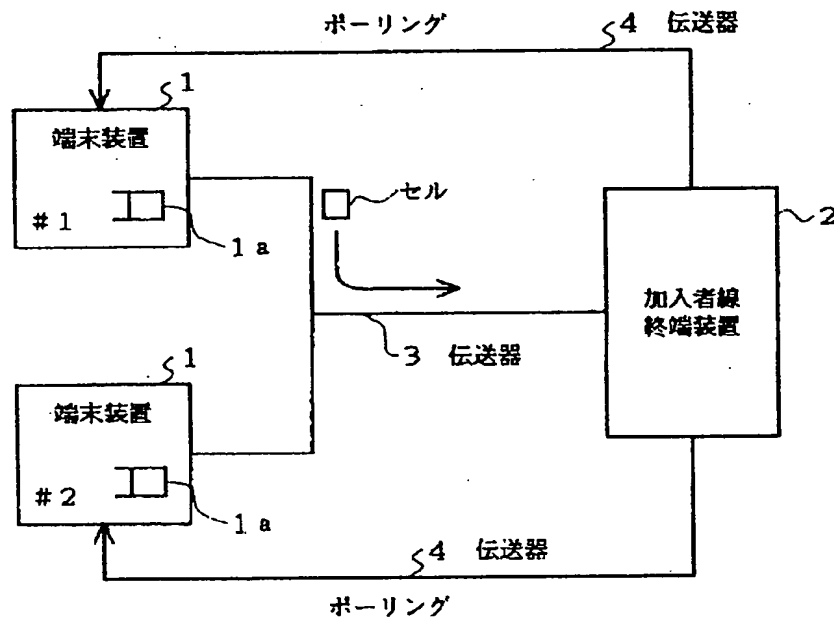 ポーリング
4 伝送器
1
端末装置
#1
1a
セル
2
加入者線
終端装置
3 伝送器
1
端末装置
#2
1a
4 伝送器
ポーリング